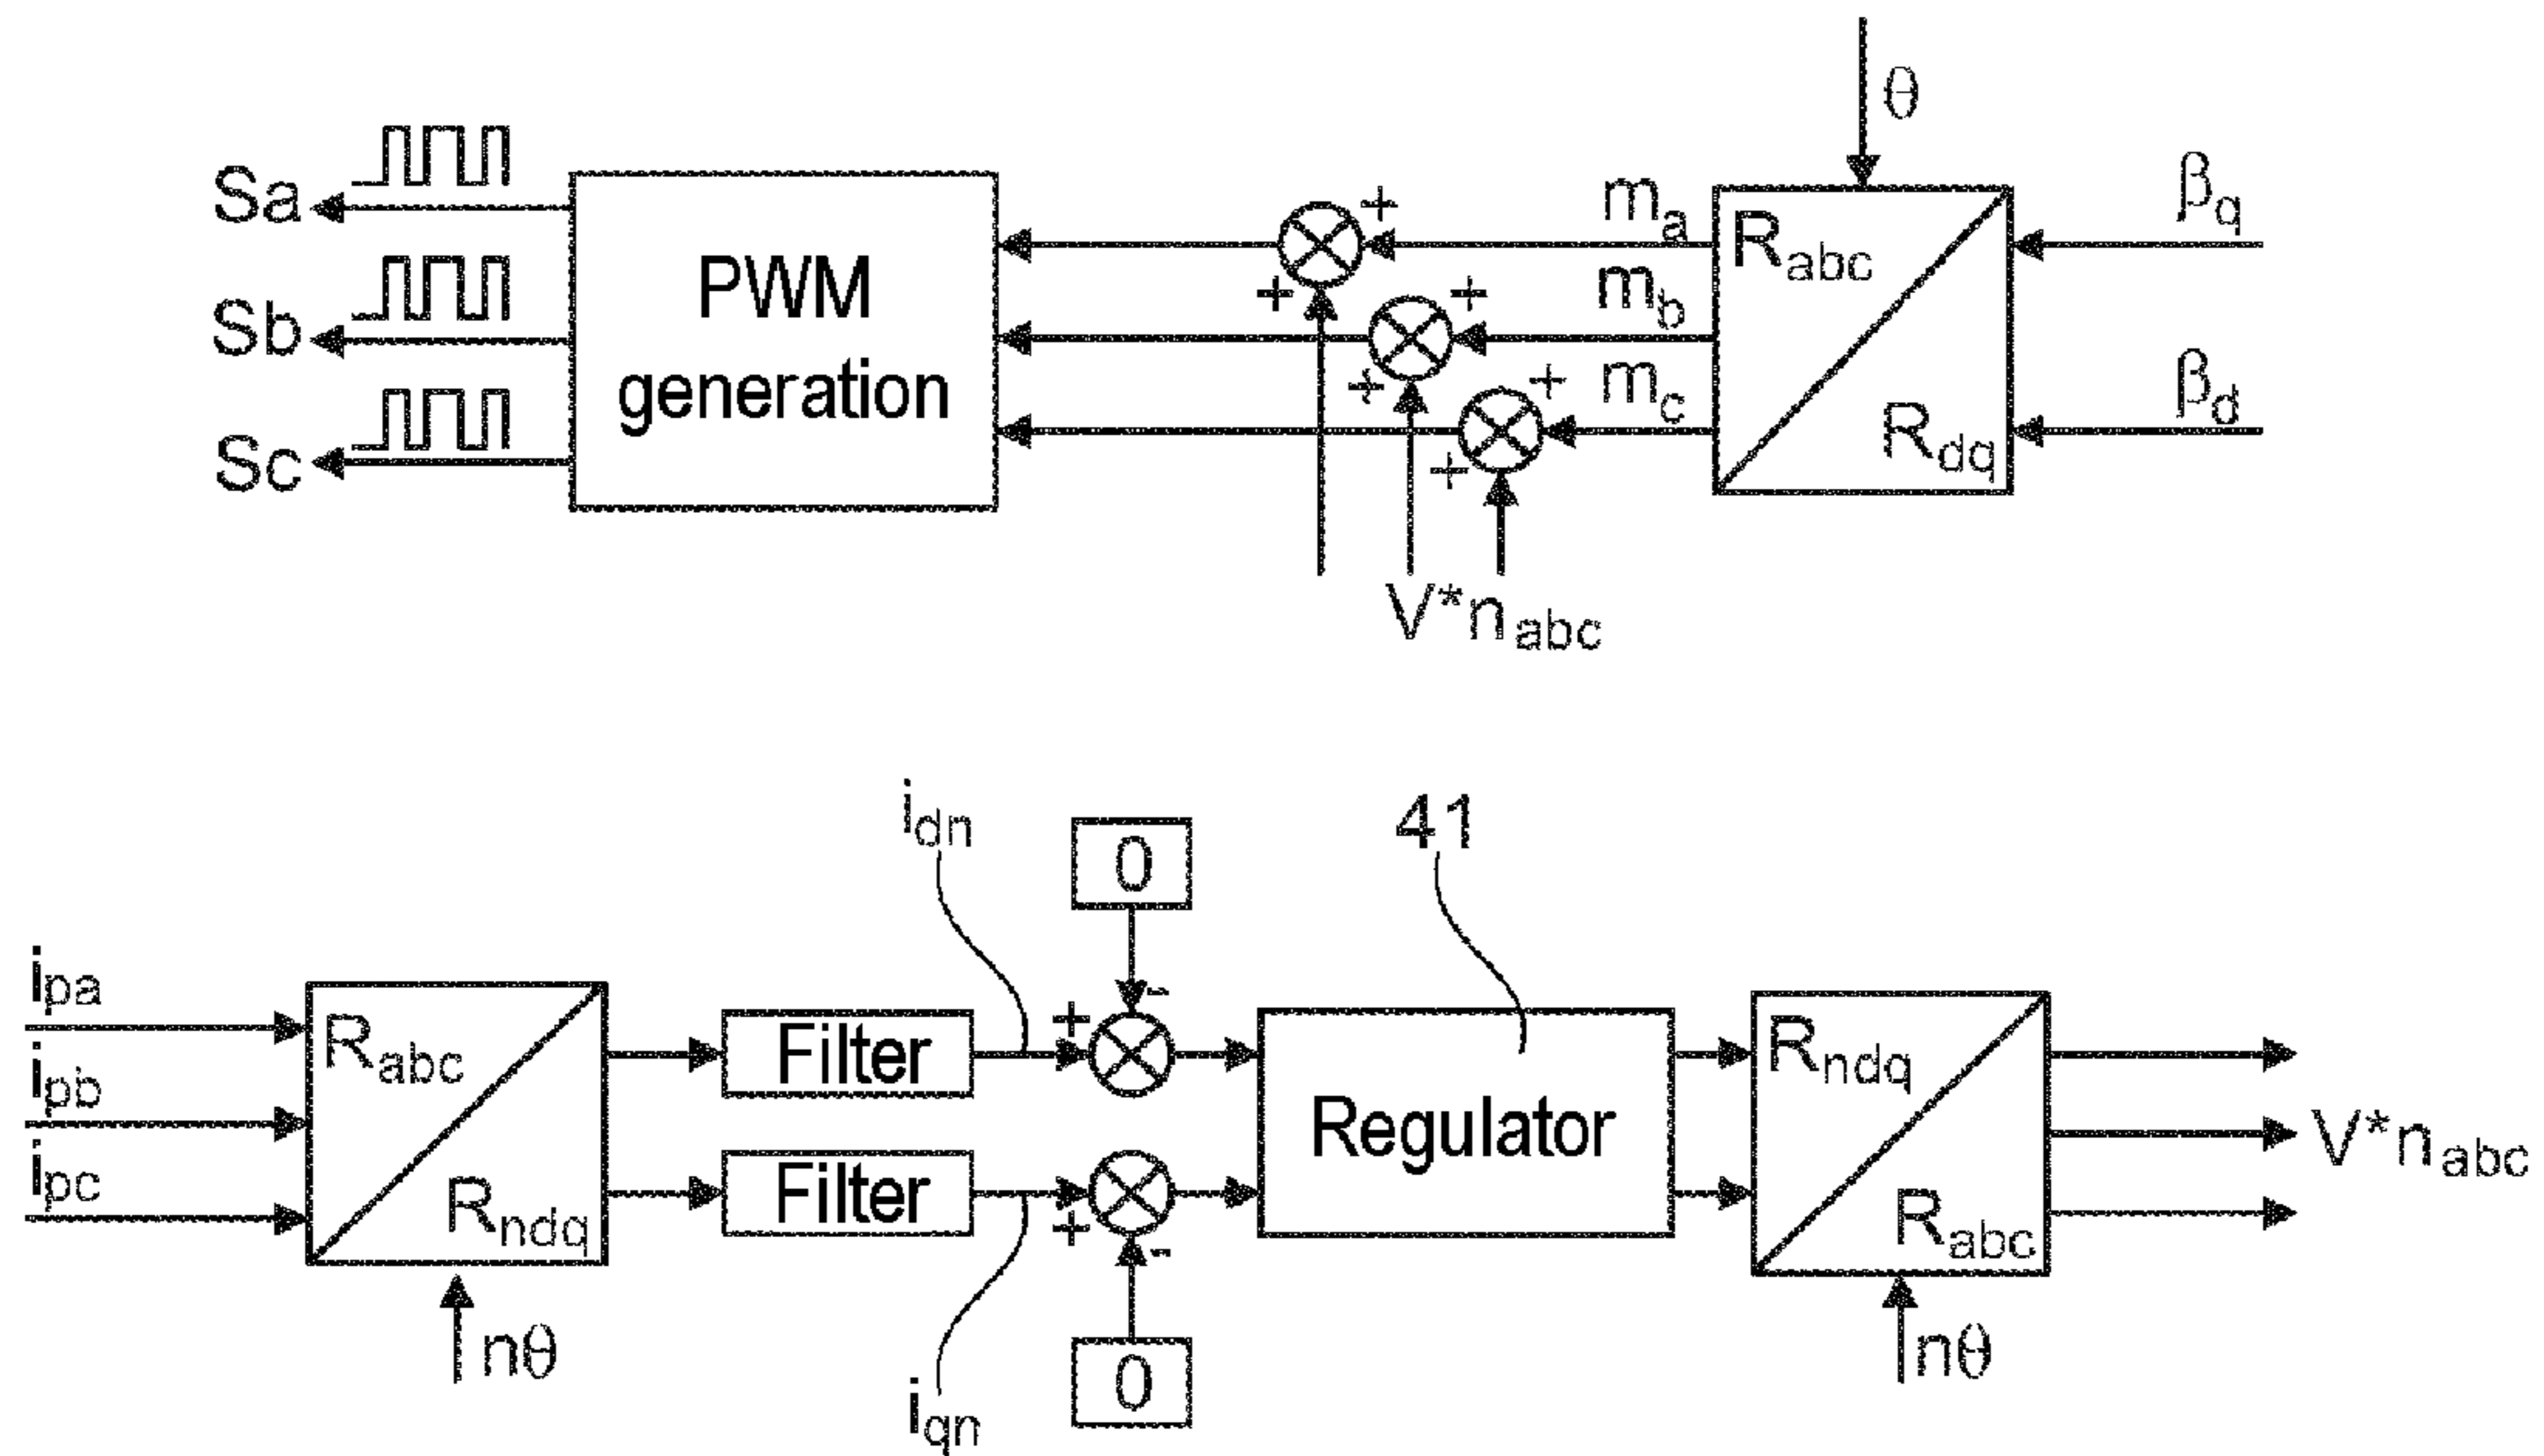 θ
Sa
Sb
Sc
PWM
generation
+
+
+
+
+
+
m_a
m_b
m_c
R_abc
R_dq
β_q
β_d
V*n_abc
i_dn
0
41
i_pa
i_pb
i_pc
R_abc
R_ndq
nθ
Filter
Filter
+
-
+
-
Regulator
R_ndq
R_abc
nθ
V*n_abc
i_qn
0